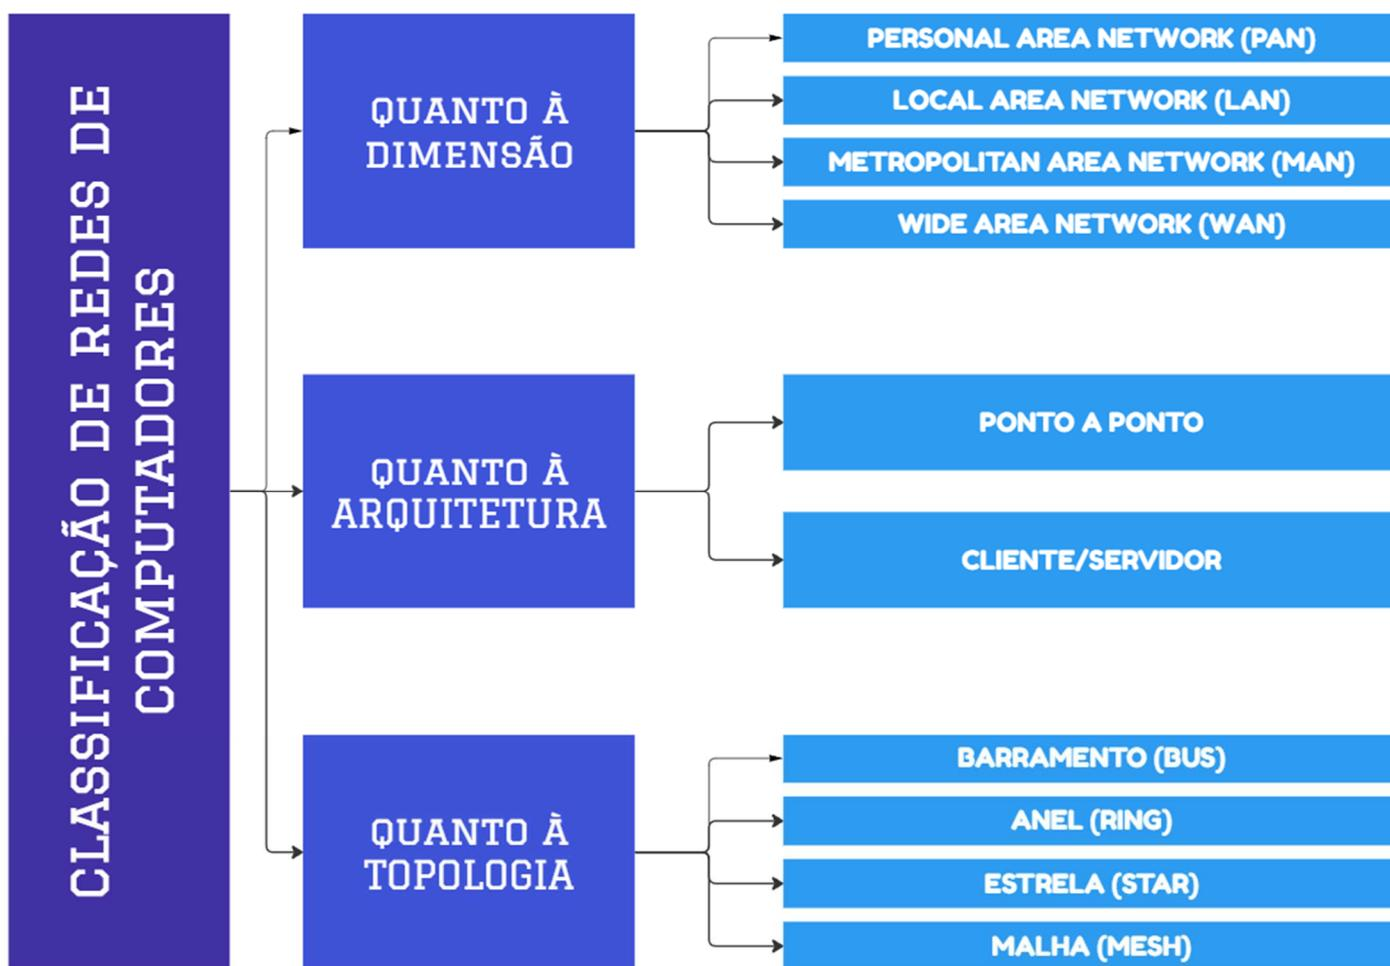 CLASSIFICAÇÃO DE REDES DE
COMPUTADORES
QUANTO À
DIMENSÃO
PERSONAL AREA NETWORK (PAN)
LOCAL AREA NETWORK (LAN)
METROPOLITAN AREA NETWORK (MAN)
WIDE AREA NETWORK (WAN)
QUANTO À
ARQUITETURA
PONTO A PONTO
CLIENTE/SERVIDOR
QUANTO À
TOPOLOGIA
BARRAMENTO (BUS)
ANEL (RING)
ESTRELA (STAR)
MALHA (MESH)